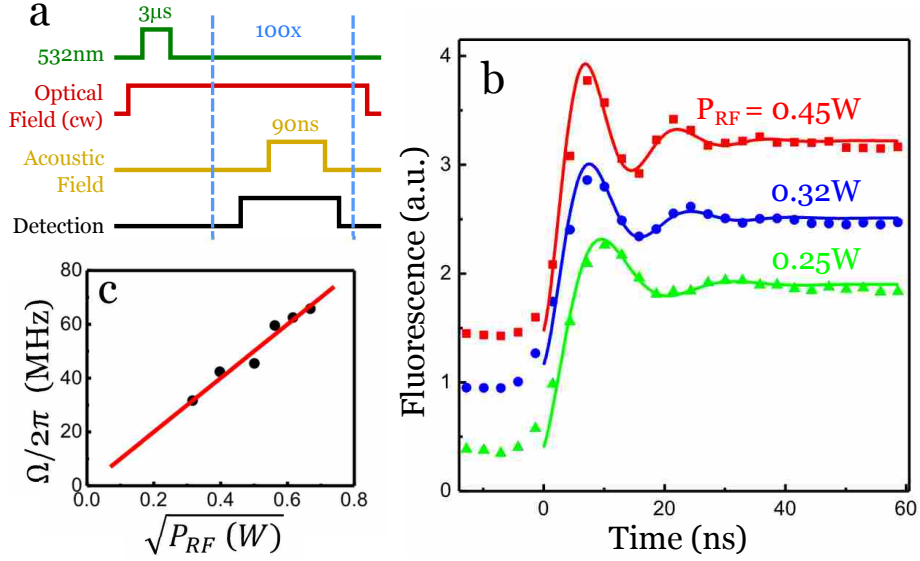 a
3μs
532nm
100x
Optical
Field (cw)
90ns
Acoustic
Field
Detection
b
P_RF = 0.45W
0.32W
0.25W
Fluorescence (a.u.)
4
3
2
1
0
0 20 40 60
Time (ns)
c
Ω/2π (MHz)
80
60
40
20
0
0.0 0.2 0.4 0.6 0.8
√P_RF (W)